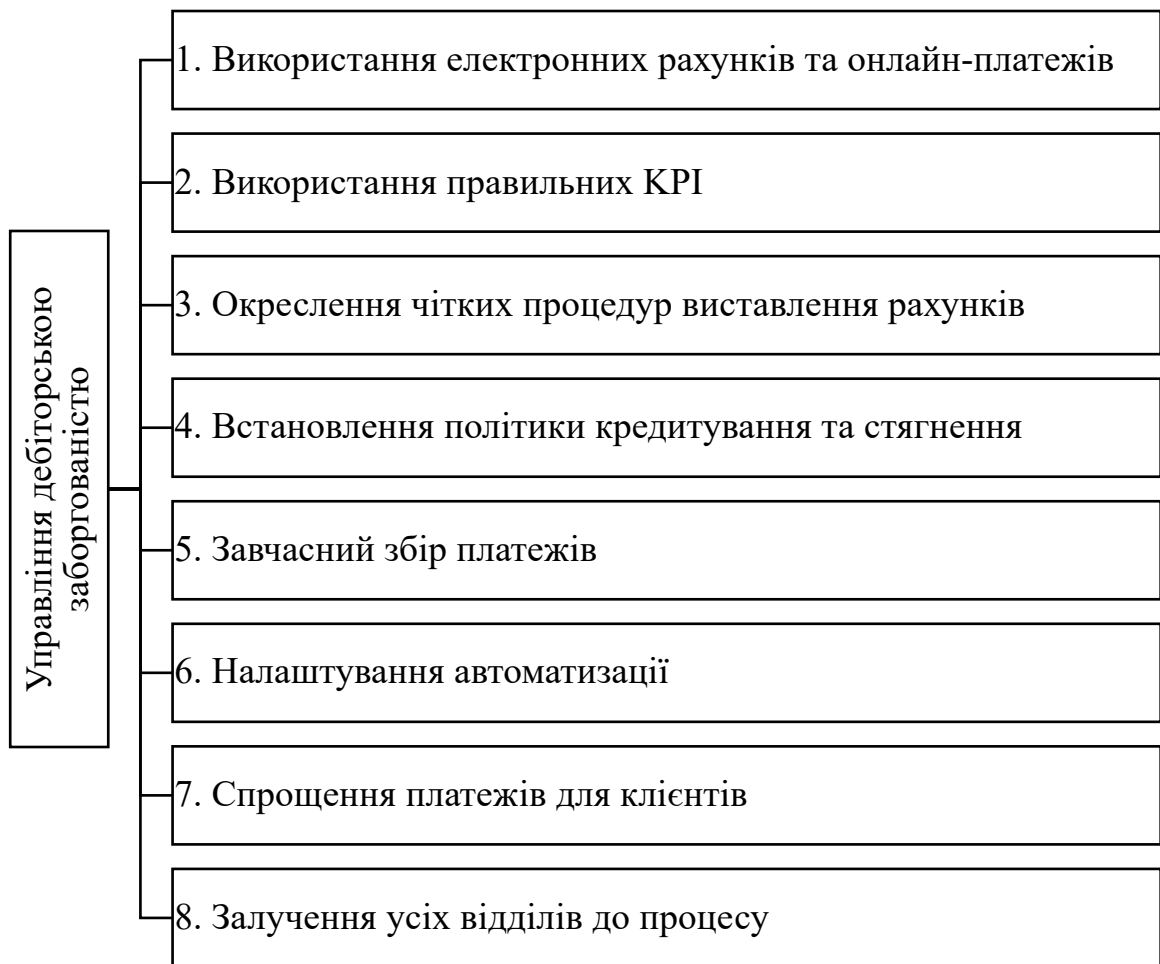 Управління дебіторською
заборгованістю
1. Використання електронних рахунків та онлайн-платежів
2. Використання правильних KPI
3. Окреслення чітких процедур виставлення рахунків
4. Встановлення політики кредитування та стягнення
5. Завчасний збір платежів
6. Налаштування автоматизації
7. Спрощення платежів для клієнтів
8. Залучення усіх відділів до процесу